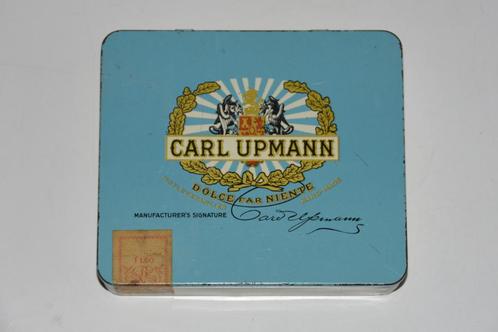 CARL UPMANN
DOLCE FAR NIENTE
MANUFACTURER'S SIGNATURE Carl Upmann